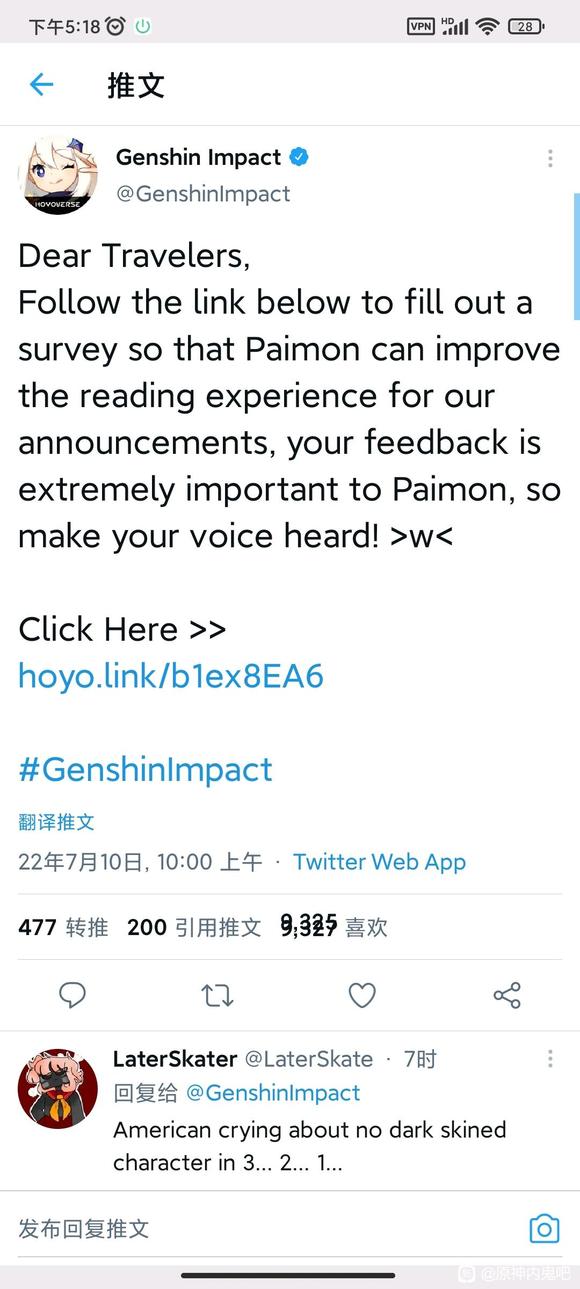 下午5:18
VPN HD 28
推文
Genshin Impact
HOYOVERSE
@GenshinImpact
Dear Travelers,
Follow the link below to fill out a
survey so that Paimon can improve
the reading experience for our
announcements, your feedback is
extremely important to Paimon, so
make your voice heard! >w<
Click Here >>
hoyo.link/b1ex8EA6
#GenshinImpact
翻译推文
22年7月10日, 10:00 上午 · Twitter Web App
477 转推 200 引用推文 喜欢
LaterSkater @LaterSkate · 7时
回复给 @GenshinImpact
American crying about no dark skined
character in 3... 2... 1...
发布回复推文
@原神内鬼吧